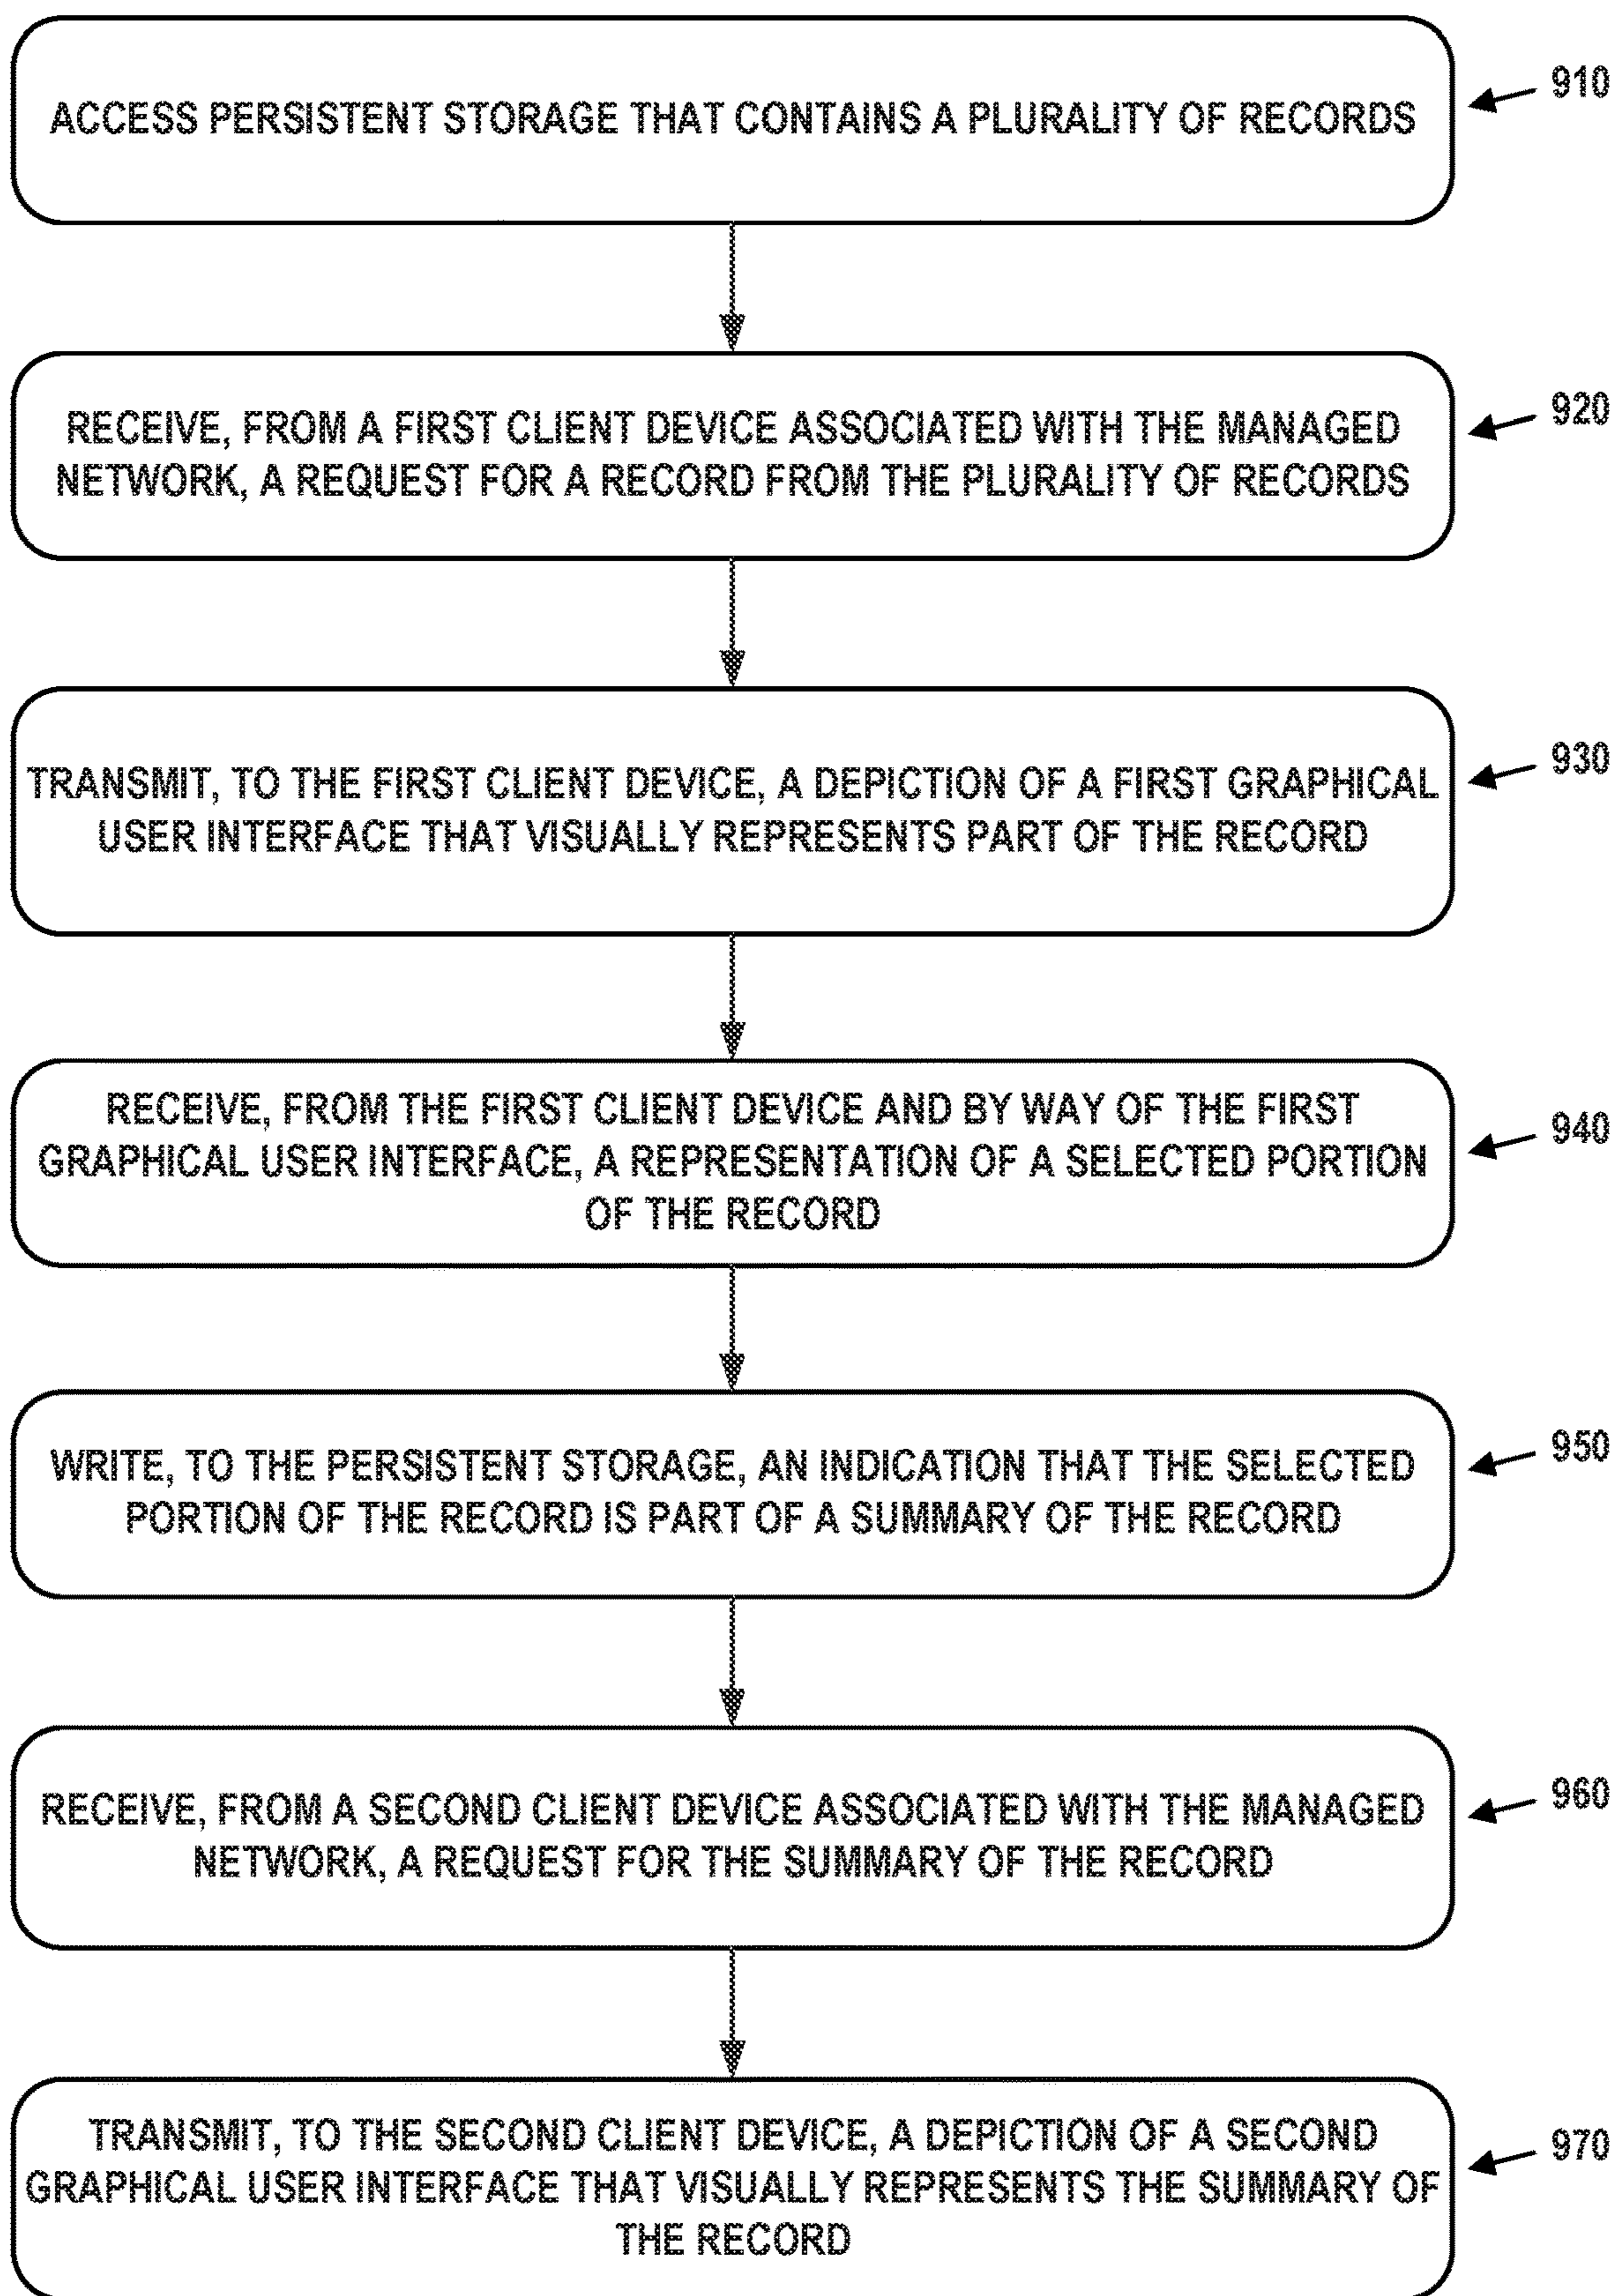 ACCESS PERSISTENT STORAGE THAT CONTAINS A PLURALITY OF RECORDS
910
RECEIVE, FROM A FIRST CLIENT DEVICE ASSOCIATED WITH THE MANAGED
NETWORK, A REQUEST FOR A RECORD FROM THE PLURALITY OF RECORDS
920
TRANSMIT, TO THE FIRST CLIENT DEVICE, A DEPICTION OF A FIRST GRAPHICAL
USER INTERFACE THAT VISUALLY REPRESENTS PART OF THE RECORD
930
RECEIVE, FROM THE FIRST CLIENT DEVICE AND BY WAY OF THE FIRST
GRAPHICAL USER INTERFACE, A REPRESENTATION OF A SELECTED PORTION
OF THE RECORD
940
WRITE, TO THE PERSISTENT STORAGE, AN INDICATION THAT THE SELECTED
PORTION OF THE RECORD IS PART OF A SUMMARY OF THE RECORD
950
RECEIVE, FROM A SECOND CLIENT DEVICE ASSOCIATED WITH THE MANAGED
NETWORK, A REQUEST FOR THE SUMMARY OF THE RECORD
960
TRANSMIT, TO THE SECOND CLIENT DEVICE, A DEPICTION OF A SECOND
GRAPHICAL USER INTERFACE THAT VISUALLY REPRESENTS THE SUMMARY OF
THE RECORD
970